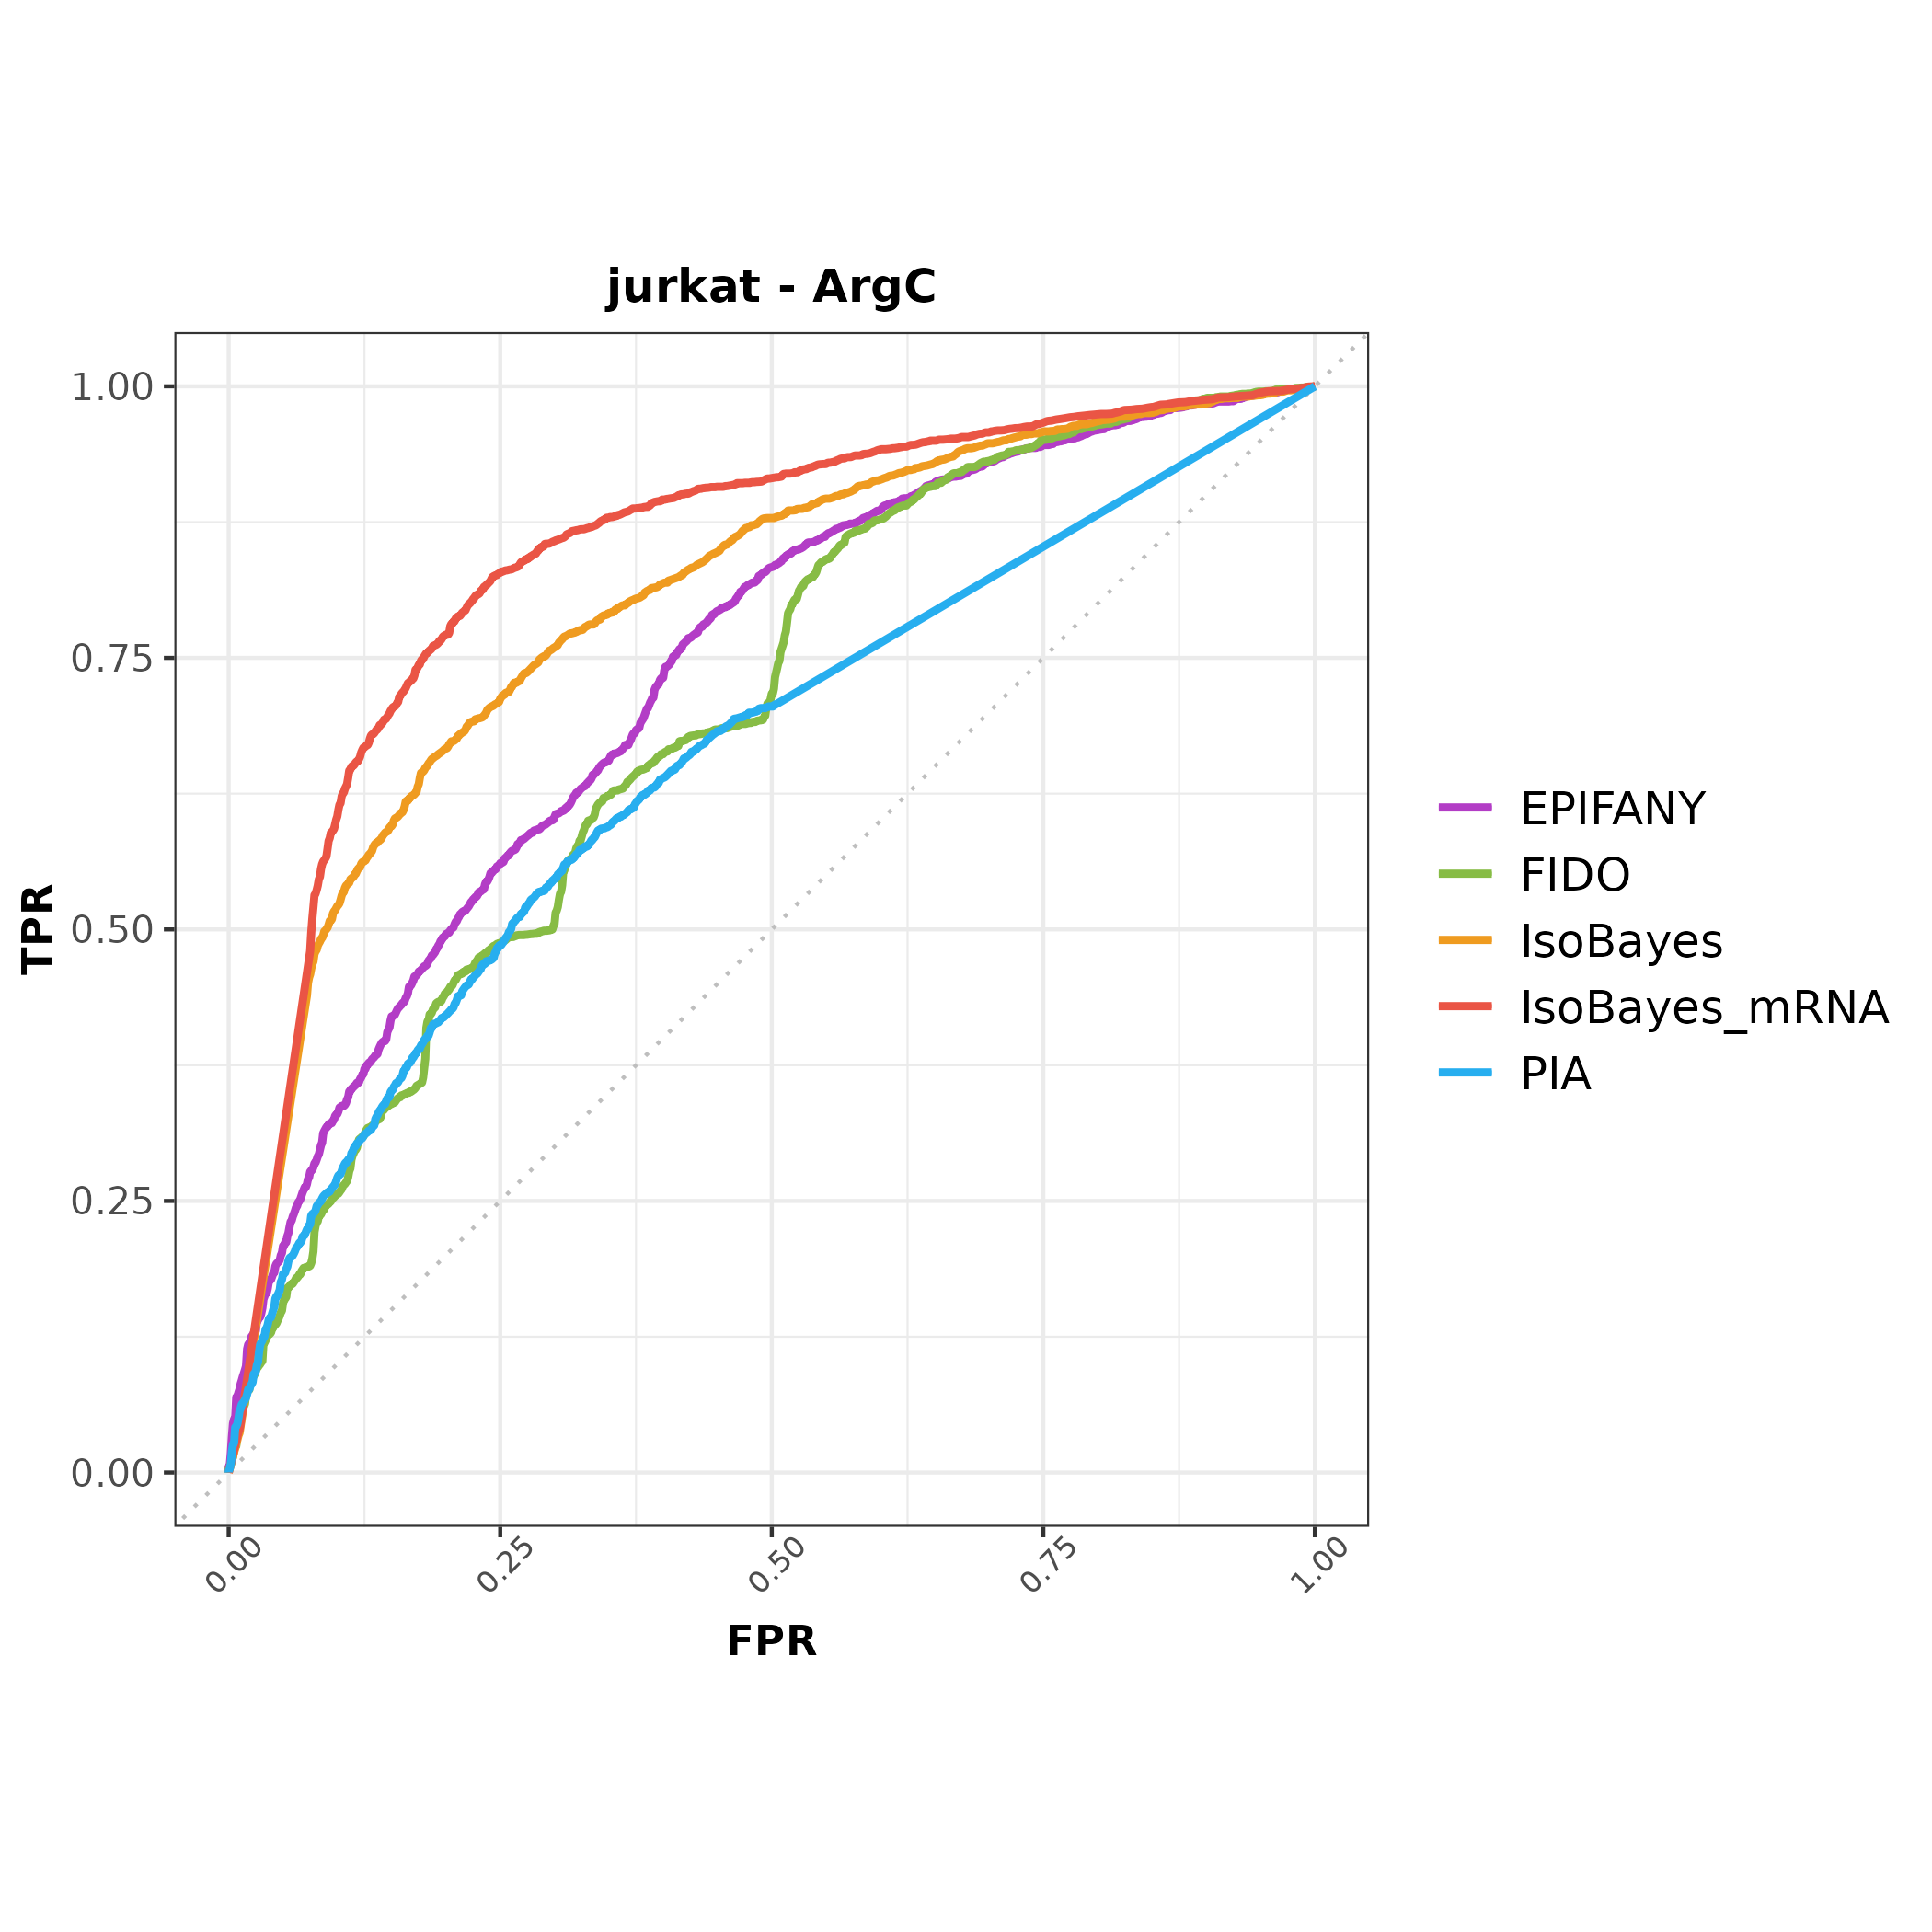 jurkat - ArgC
1.00
0.75
0.50
0.25
0.00
TPR
0.00
0.25
0.50
0.75
1.00
FPR
EPIFANY
FIDO
IsoBayes
IsoBayes_mRNA
PIA